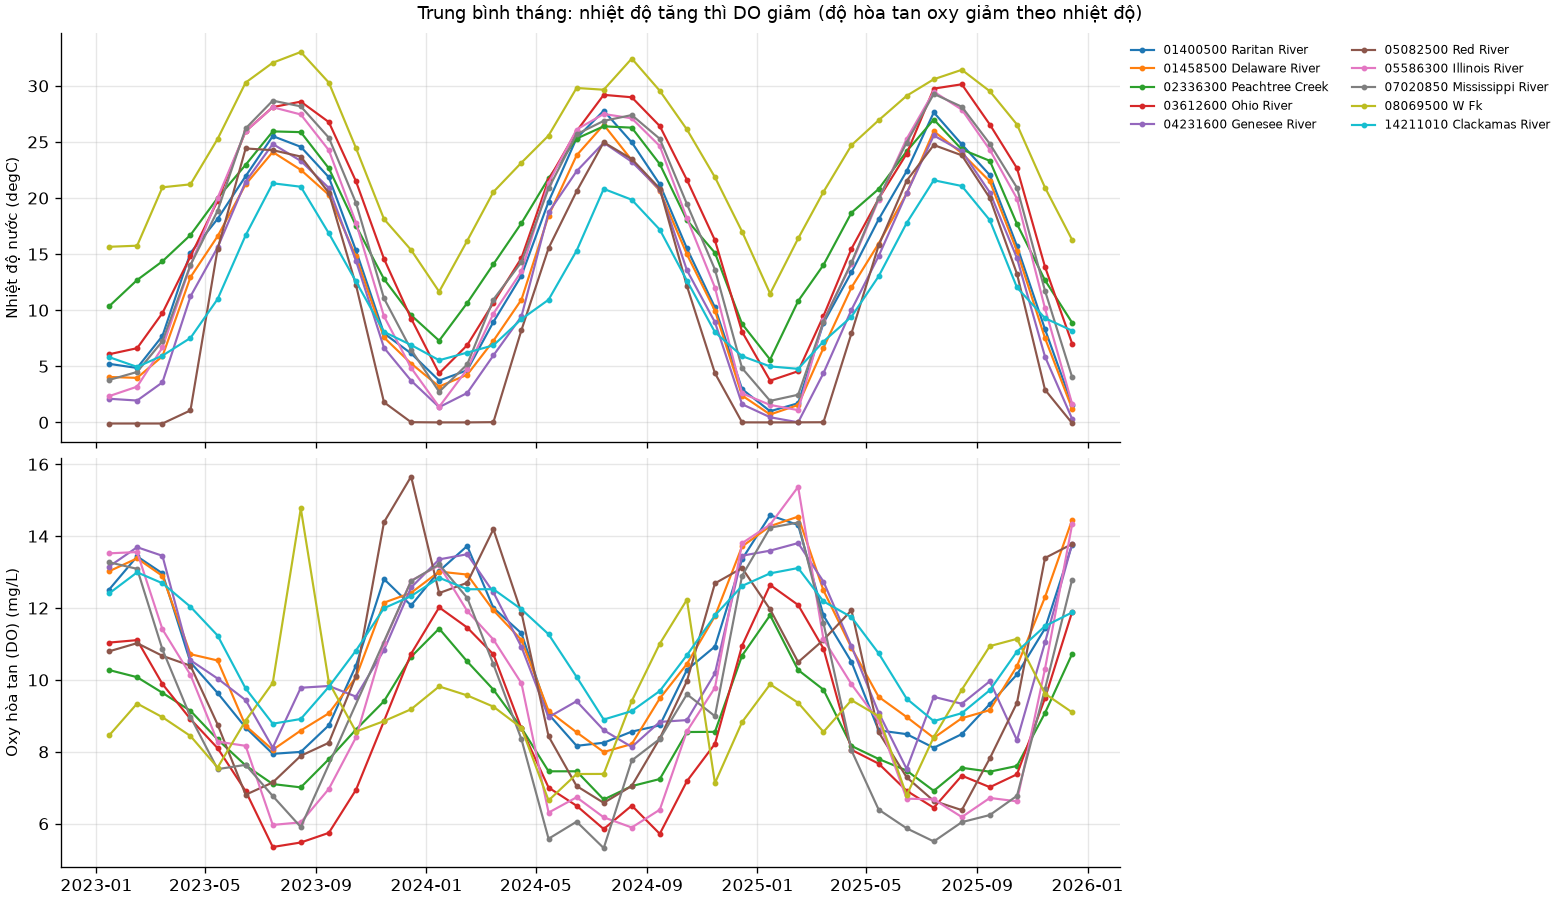 Trung bình tháng: nhiệt độ tăng thì DO giảm (độ hòa tan oxy giảm theo nhiệt độ)
01400500 Raritan River
01458500 Delaware River
02336300 Peachtree Creek
03612600 Ohio River
04231600 Genesee River
05082500 Red River
05586300 Illinois River
07020850 Mississippi River
08069500 W Fk
14211010 Clackamas River
Nhiệt độ nước (degC)
30
25
20
15
10
5
0
Oxy hòa tan (DO) (mg/L)
16
14
12
10
8
6
2023-01 2023-05 2023-09 2024-01 2024-05 2024-09 2025-01 2025-05 2025-09 2026-01